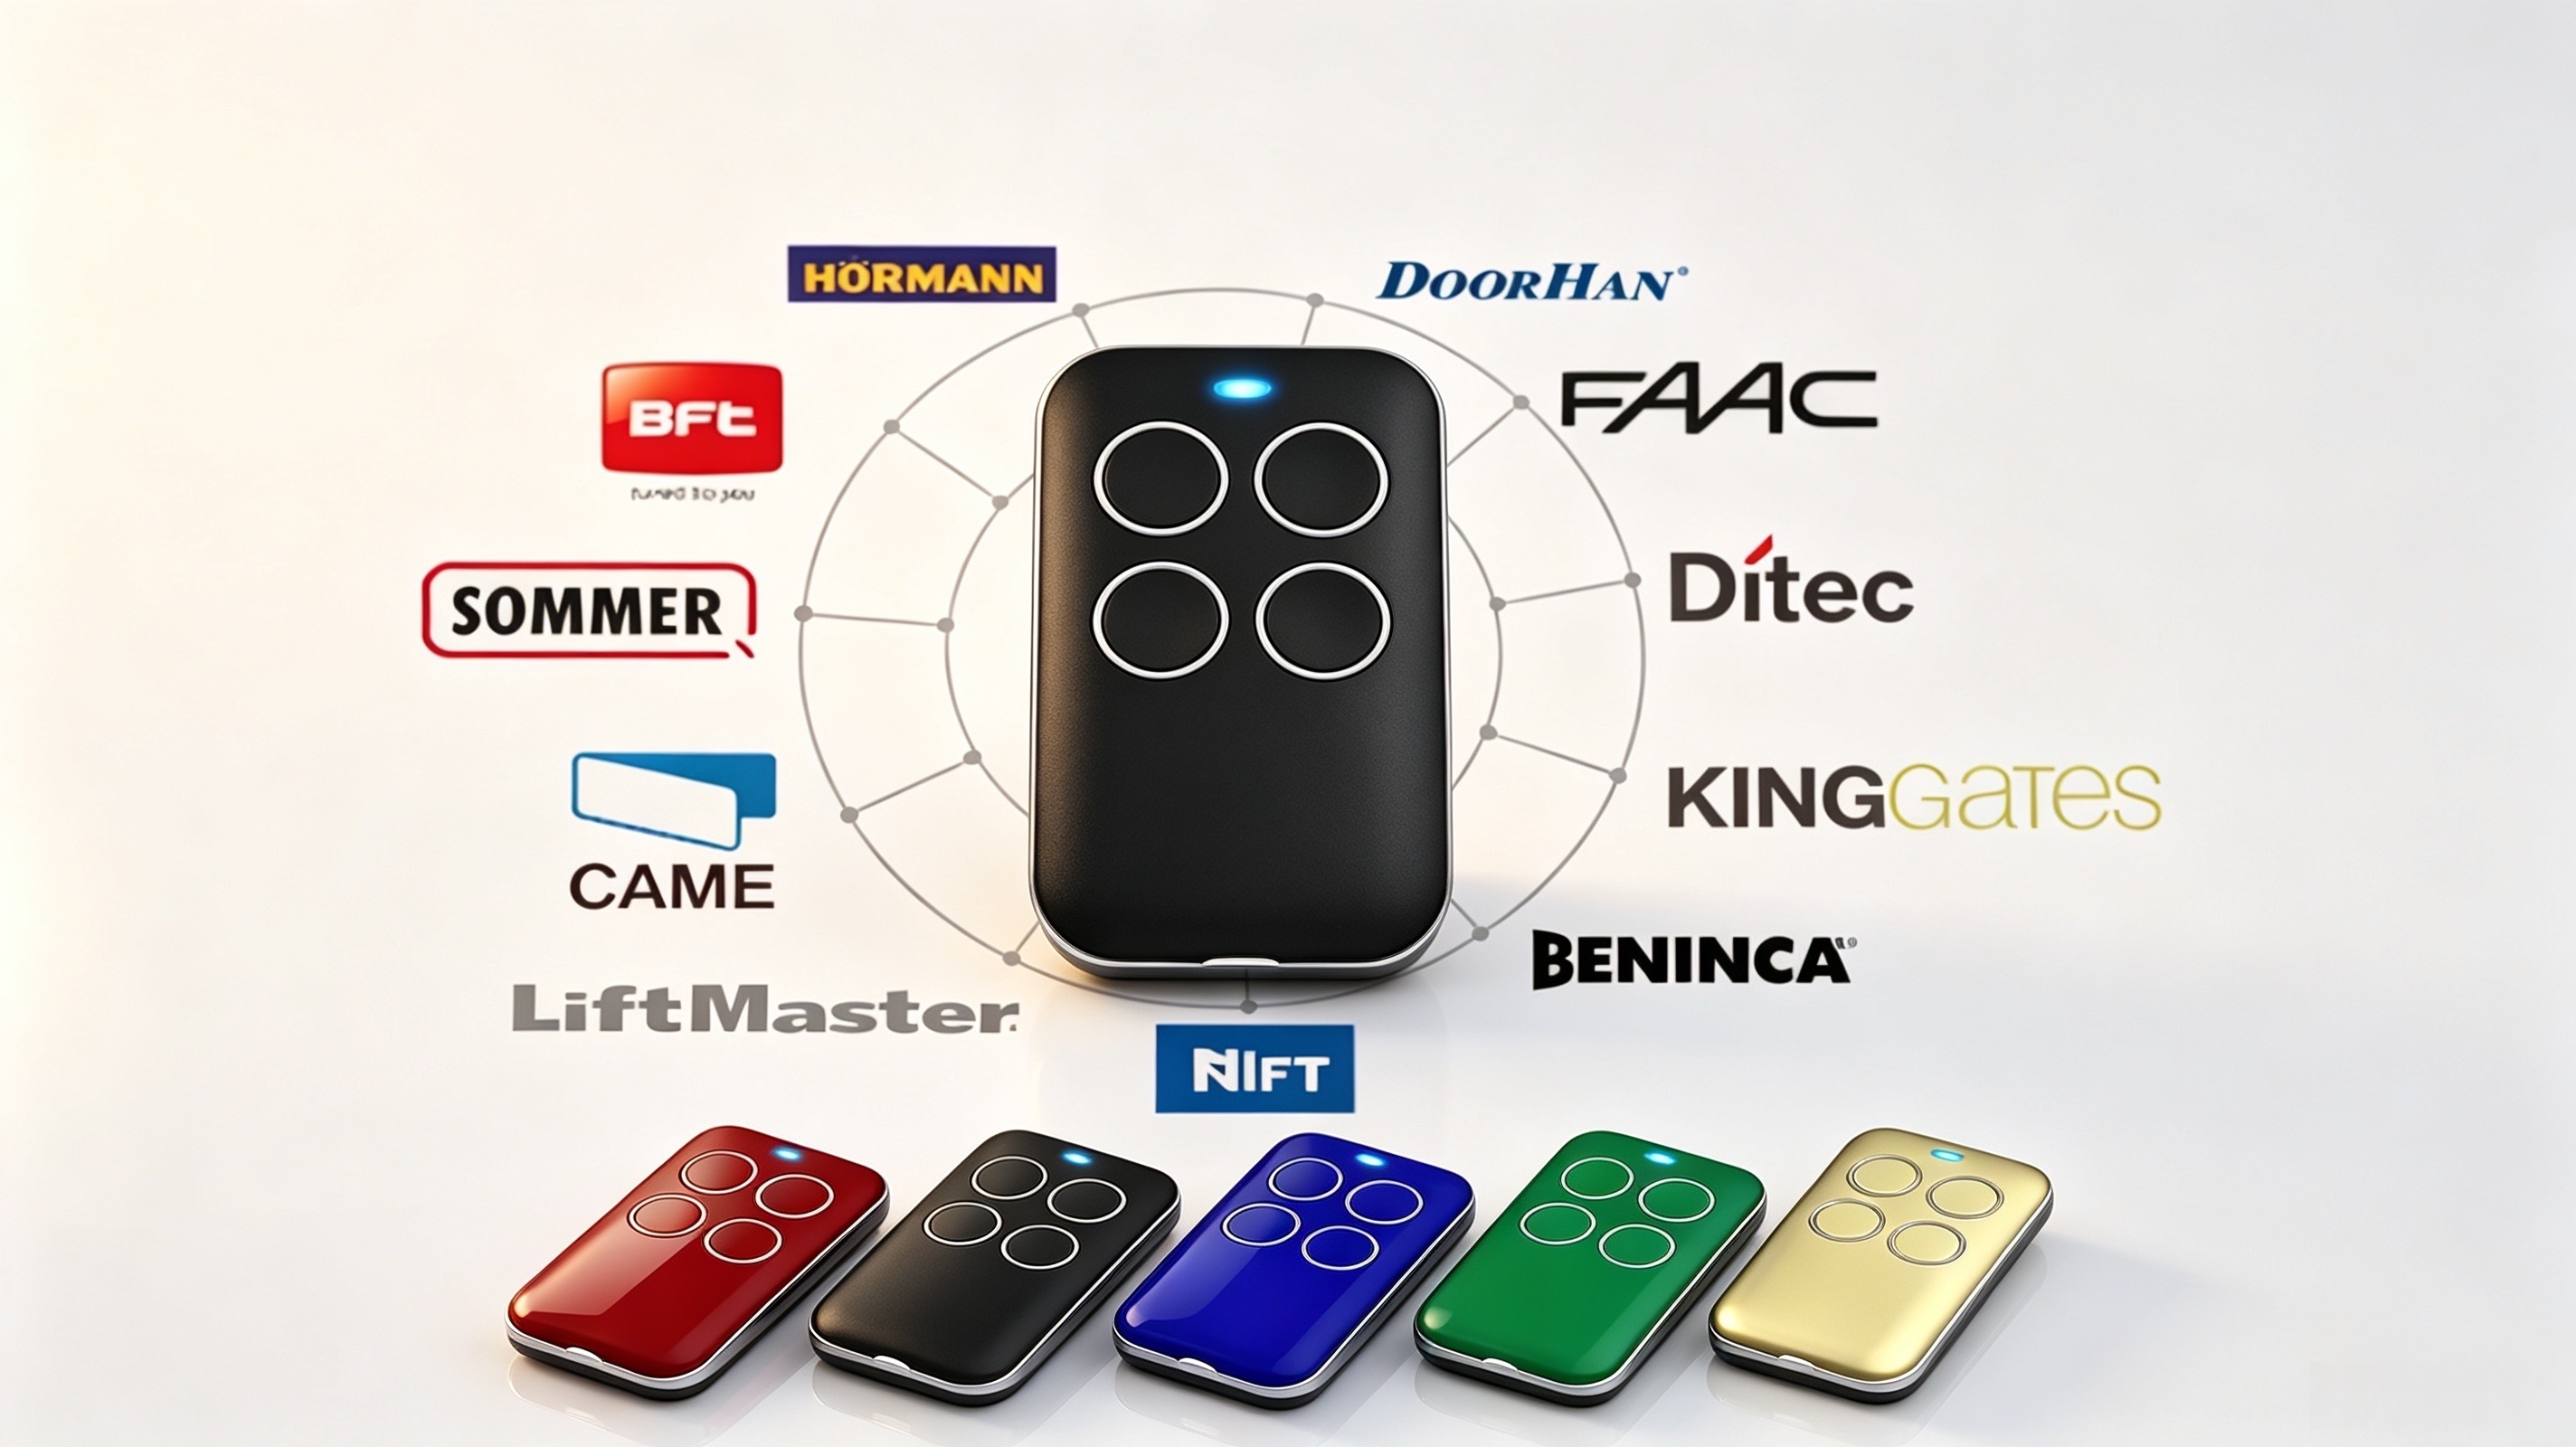 HÖRMANN
DOORHAN®
BFt
FAAC
SOMMER
Ditec
CAME
KINGGATES
BENINCA
LiftMaster
NIFT